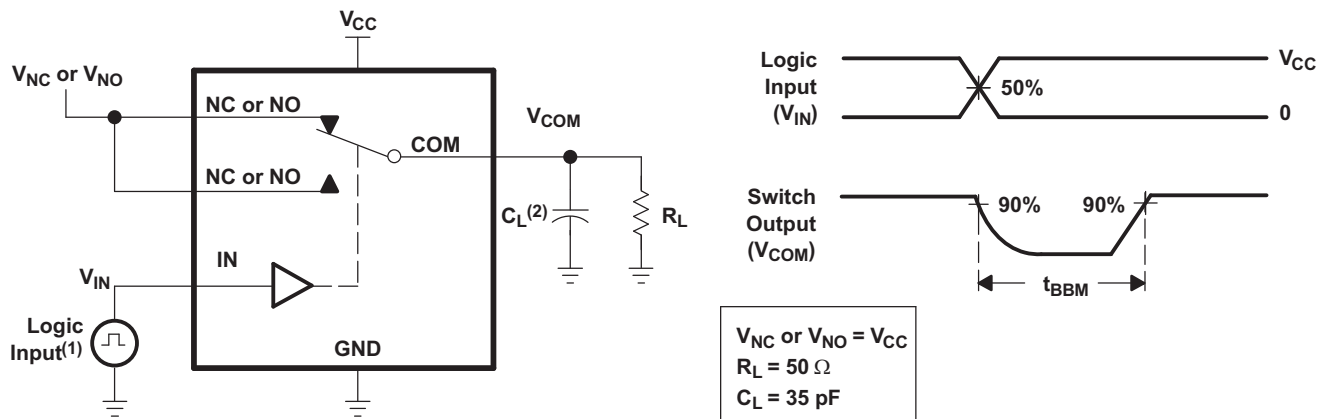 VCC
VNC or VNO
NC or NO
VCOM
COM
NC or NO
CL(2)
RL
IN
VIN
Logic
Input(1)
GND
Logic
Input
(VIN)
50%
VCC
0
Switch
Output
(VCOM)
90%
90%
tBBM
VNC or VNO = VCC
RL = 50 Ω
CL = 35 pF